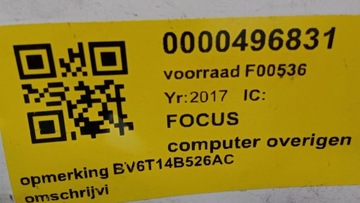 0000496831
voorraad F00536
Yr:2017 IC:
FOCUS
computer overigen
opmerking BV6T14B526AC
omschrijvi